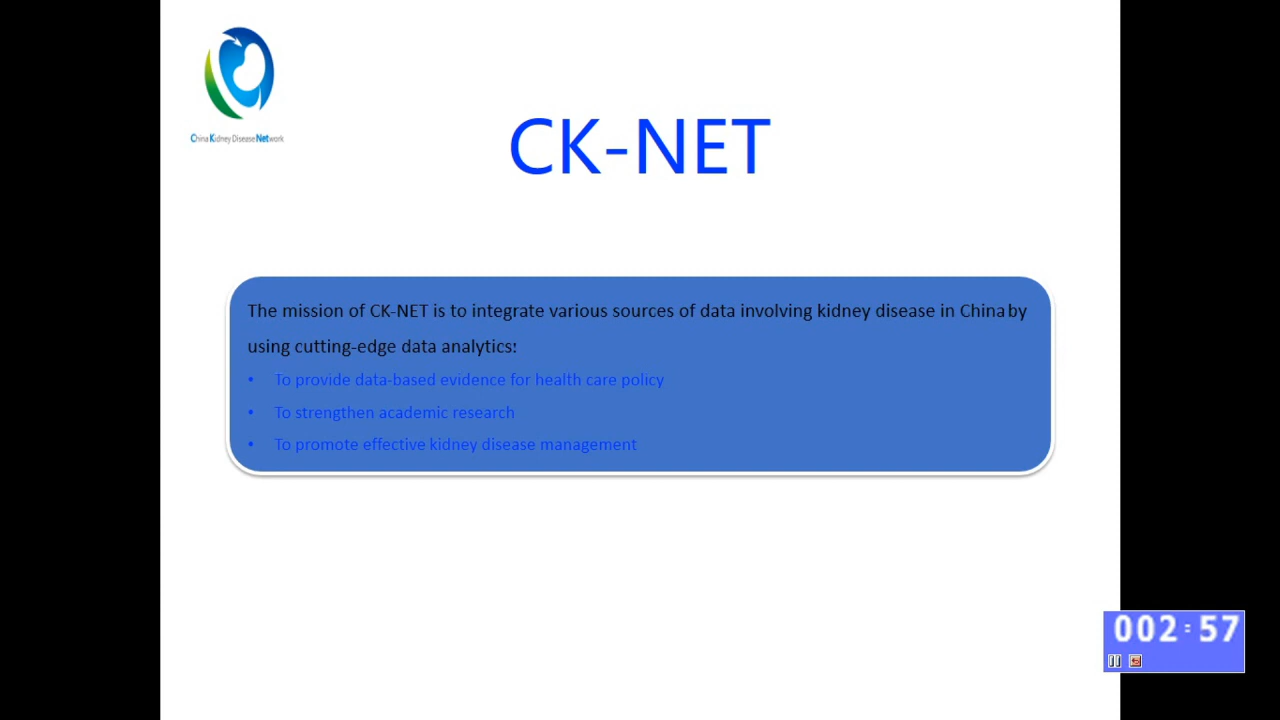 China Kidney Disease Network
CK-NET
The mission of CK-NET is to integrate various sources of data involving kidney disease in China by
using cutting-edge data analytics:
• To provide data-based evidence for health care policy
• To strengthen academic research
• To promote effective kidney disease management
002:57